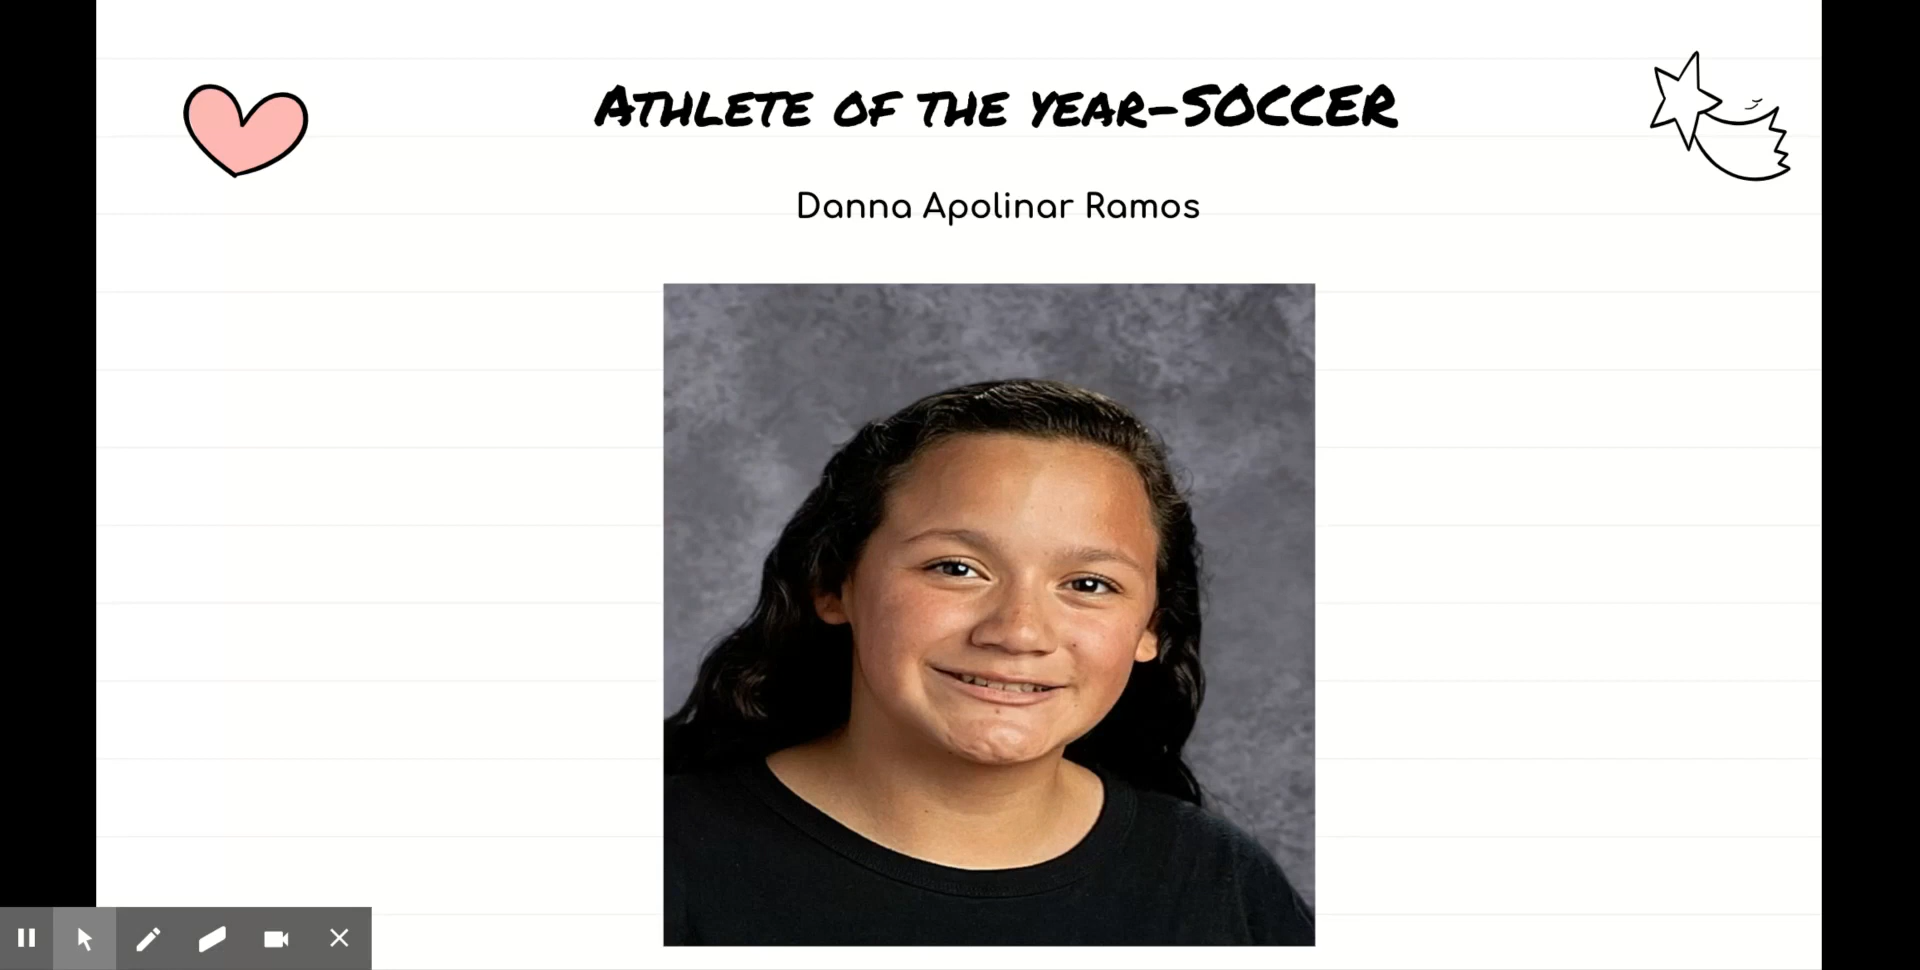 ATHLETE OF THE YEAR-SOCCER
Danna Apolinar Ramos